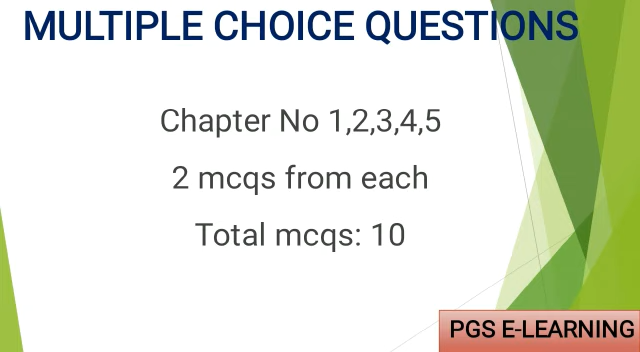 MULTIPLE CHOICE QUESTIONS
Chapter No 1,2,3,4,5
2 mcqs from each
Total mcqs: 10
PGS E-LEARNING